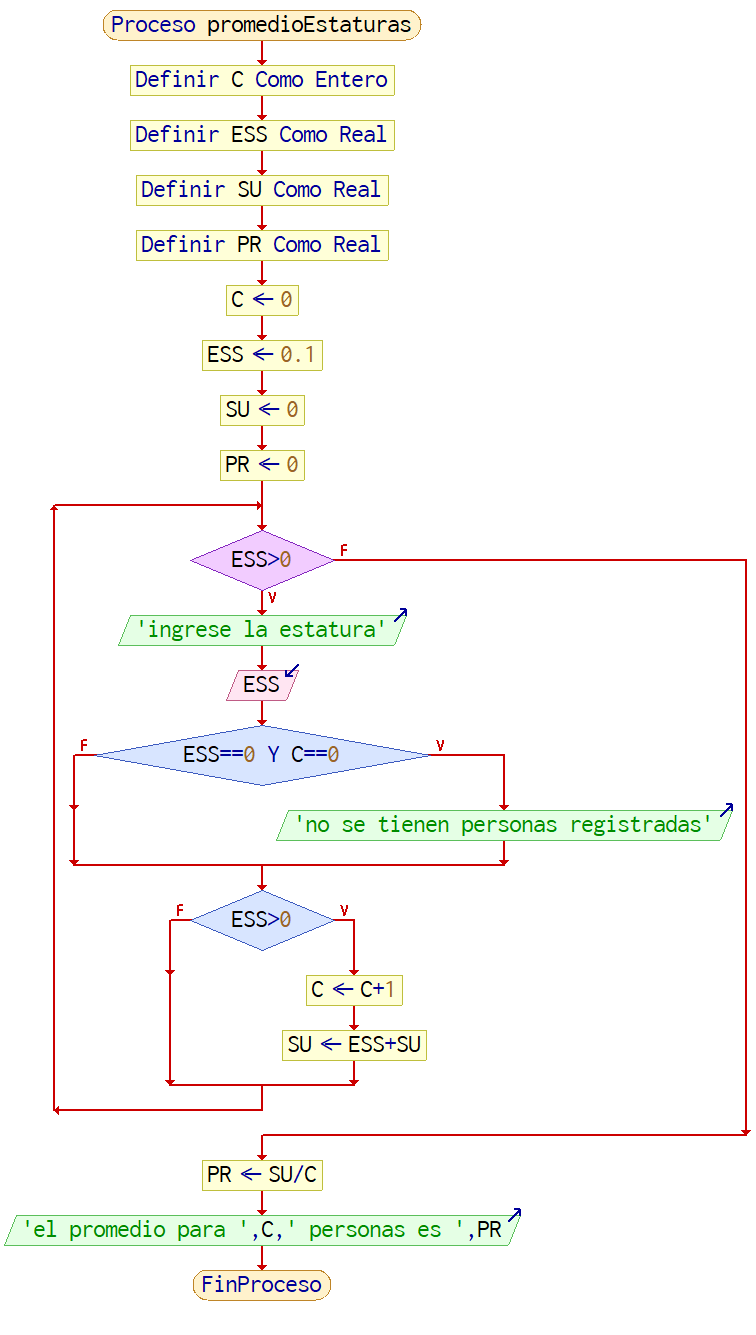 Proceso promedioEstaturas
Definir C Como Entero
Definir ESS Como Real
Definir SU Como Real
Definir PR Como Real
C ← 0
ESS ← 0.1
SU ← 0
PR ← 0
ESS>0
F
V
'ingrese la estatura'
ESS
F
ESS==0 Y C==0
V
'no se tienen personas registradas'
F
ESS>0
V
C ← C+1
SU ← ESS+SU
PR ← SU/C
'el promedio para ',C,' personas es ',PR
FinProceso